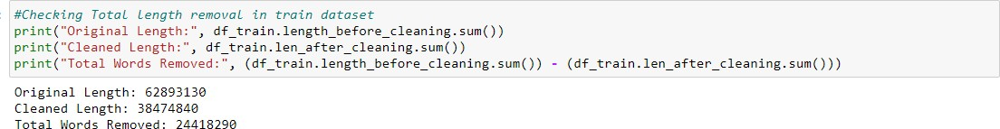 #Checking Total Length removal in train dataset
print("Original Length:", df_train.length_before_cleaning.sum())
print("Cleaned Length:", df_train.len_after_cleaning.sum())
print("Total Words Removed:", (df_train.length_before_cleaning.sum()) - (df_train.len_after_cleaning.sum()))
Original Length: 62893130
Cleaned Length: 38474840
Total Words Removed: 24418290